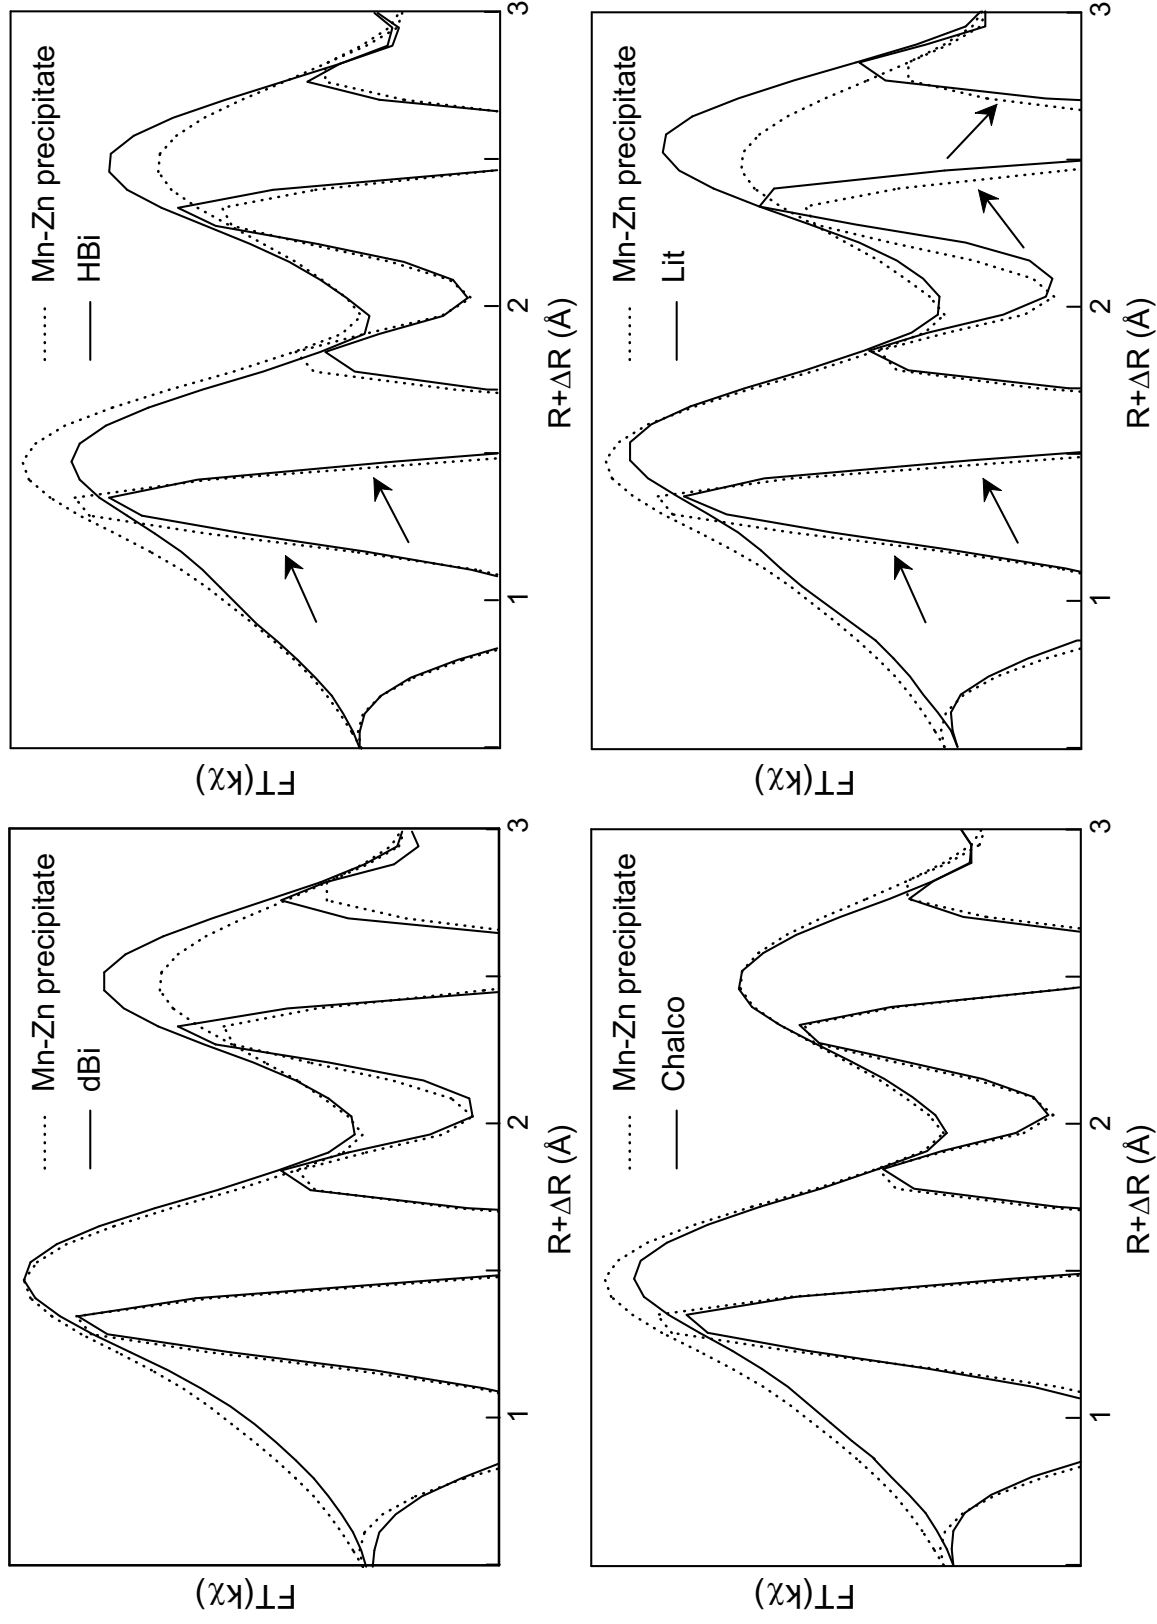 Mn-Zn precipitate
dBi
FT(kχ)
1 2 3
R+ΔR (Å)
Mn-Zn precipitate
HBi
FT(kχ)
1 2 3
R+ΔR (Å)
Mn-Zn precipitate
Chalco
FT(kχ)
1 2 3
R+ΔR (Å)
Mn-Zn precipitate
Lit
FT(kχ)
1 2 3
R+ΔR (Å)